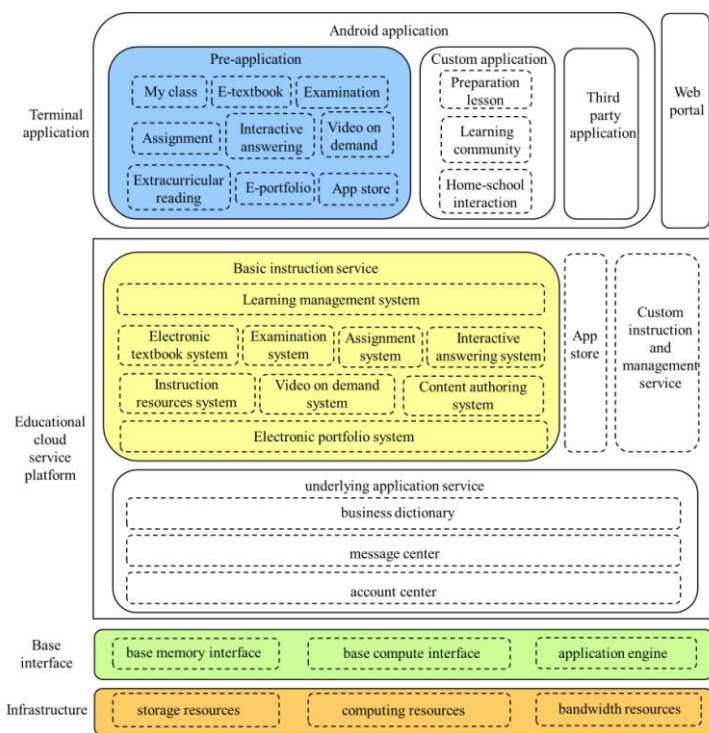 Android application
Pre-application
My class
E-textbook
Examination
Assignment
Interactive
answering
Video on
demand
Extracurricular
reading
E-portfolio
App store
Custom application
Preparation
lesson
Learning
community
Home-school
interaction
Third
party
application
Web
portal
Terminal
application
Basic instruction service
Learning management system
Electronic
textbook system
Examination
system
Assignment
system
Interactive
answering system
Instruction
resources system
Video on demand
system
Content authoring
system
Electronic portfolio system
App
store
Custom
instruction
and
management
service
Educational
cloud
service
platform
underlying application service
business dictionary
message center
account center
Base
interface
base memory interface
base compute interface
application engine
Infrastructure
storage resources
computing resources
bandwidth resources